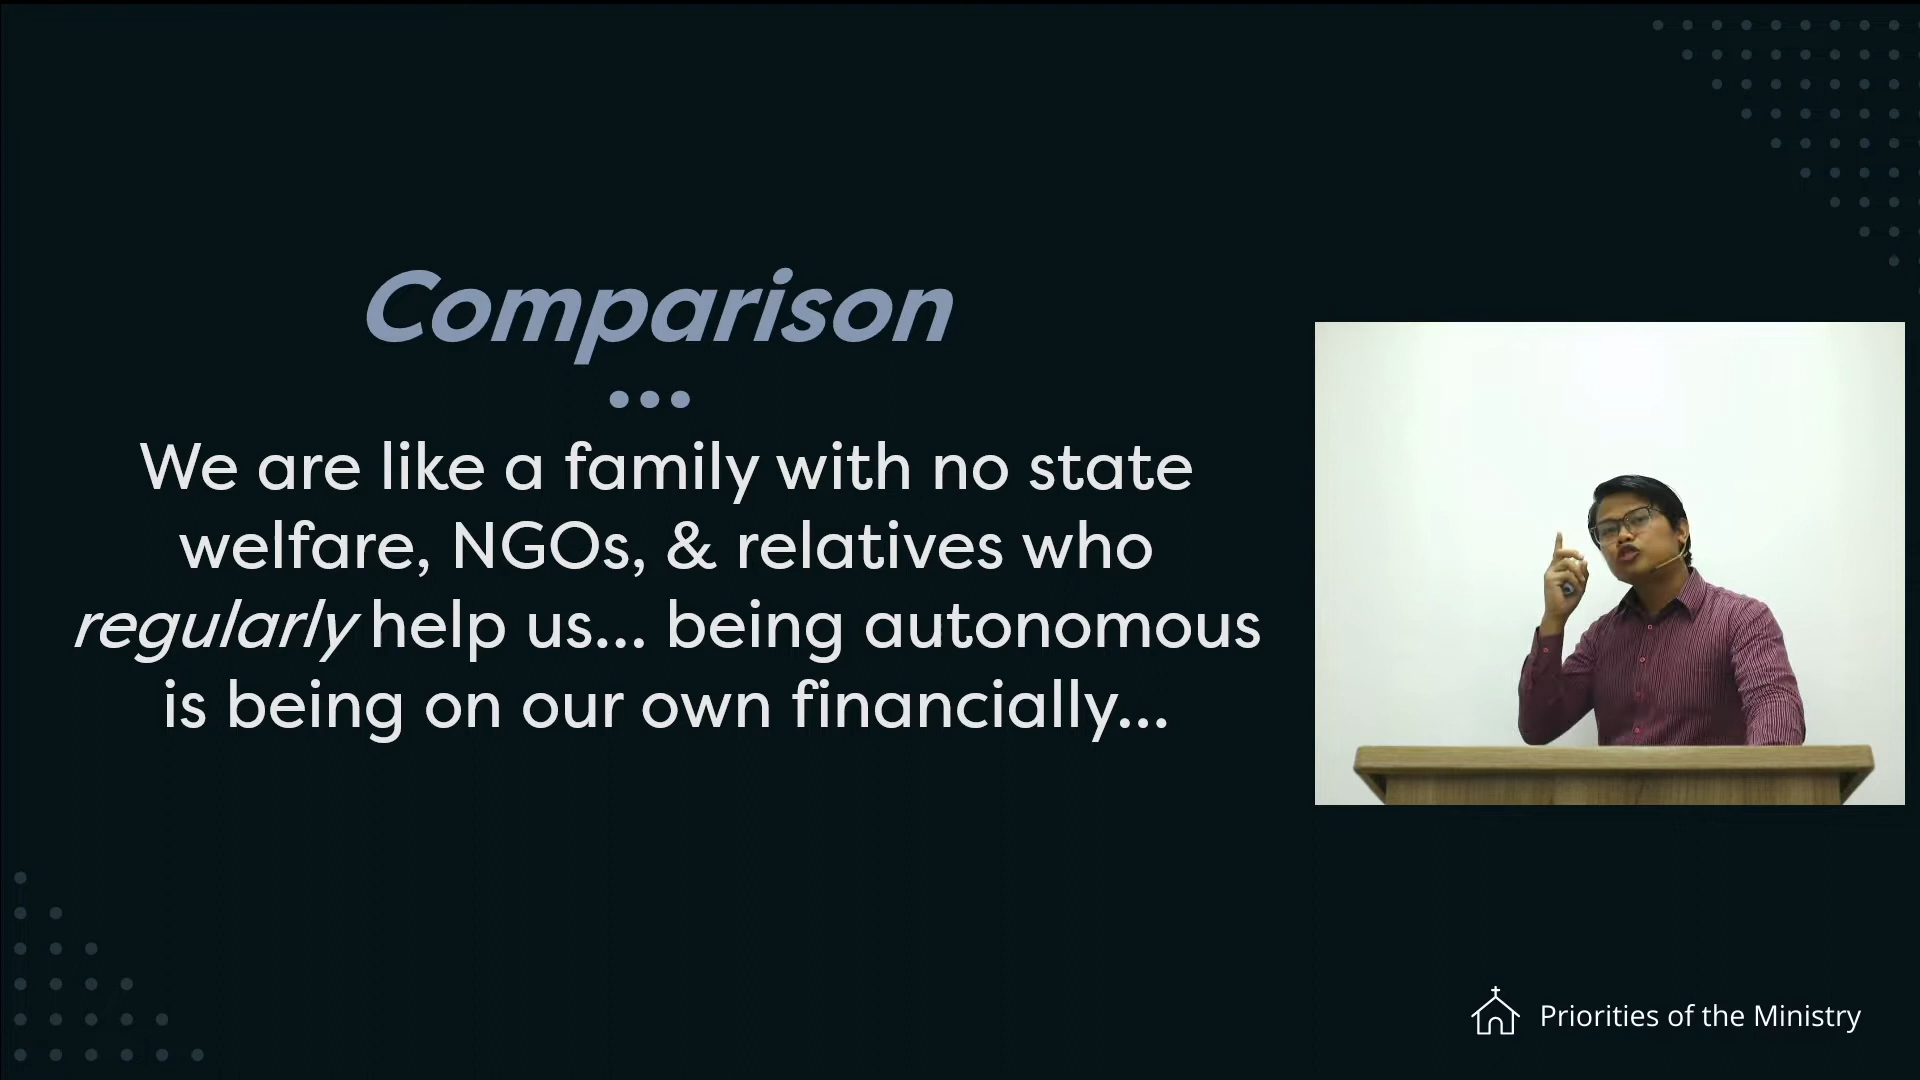 Comparison
We are like a family with no state
welfare, NGOs, & relatives who
regularly help us... being autonomous
is being on our own financially...
Priorities of the Ministry